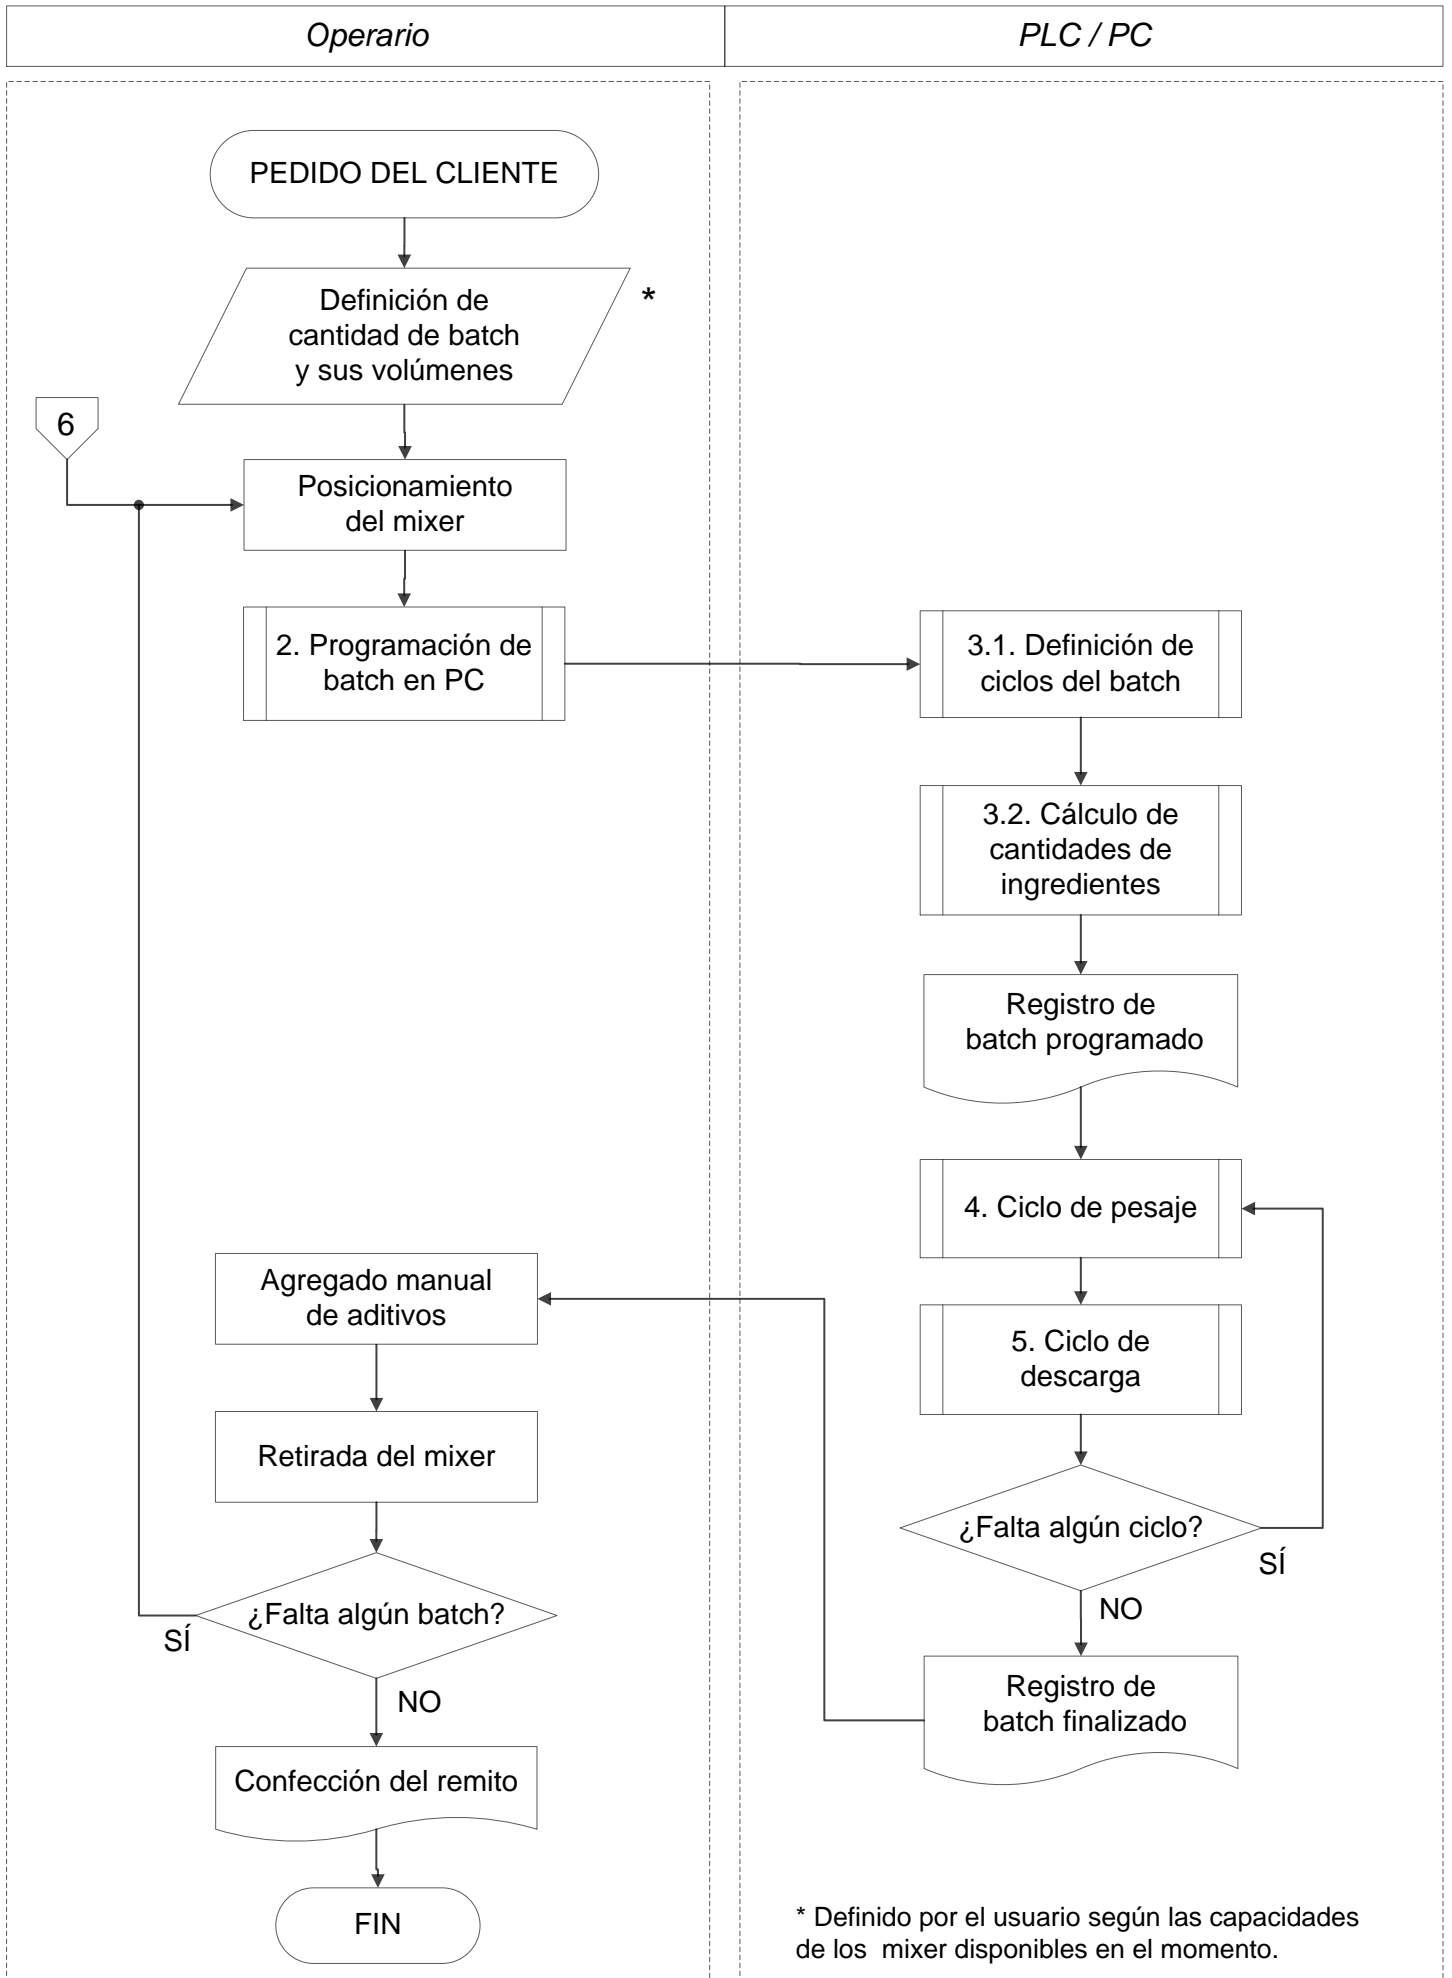 Operario
PLC / PC
PEDIDO DEL CLIENTE
Definición de
cantidad de batch
y sus volúmenes
*
6
Posicionamiento
del mixer
2. Programación de
batch en PC
3.1. Definición de
ciclos del batch
3.2. Cálculo de
cantidades de
ingredientes
Registro de
batch programado
4. Ciclo de pesaje
5. Ciclo de
descarga
¿Falta algún ciclo?
SÍ
NO
Registro de
batch finalizado
Agregado manual
de aditivos
Retirada del mixer
¿Falta algún batch?
SÍ
NO
Confección del remito
FIN
* Definido por el usuario según las capacidades
de los mixer disponibles en el momento.